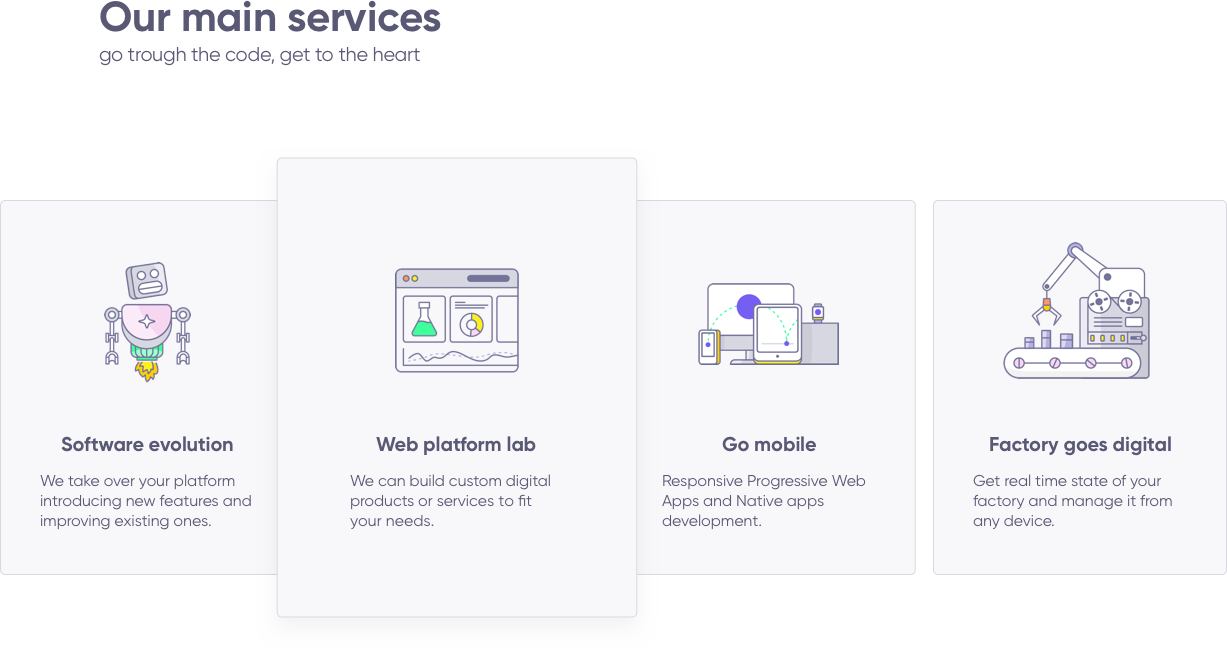 Our main services
go trough the code, get to the heart
Software evolution
We take over your platform
introducing new features and
improving existing ones.
Web platform lab
We can build custom digital
products or services to fit
your needs.
Go mobile
Responsive Progressive Web
Apps and Native apps
development.
Factory goes digital
Get real time state of your
factory and manage it from
any device.